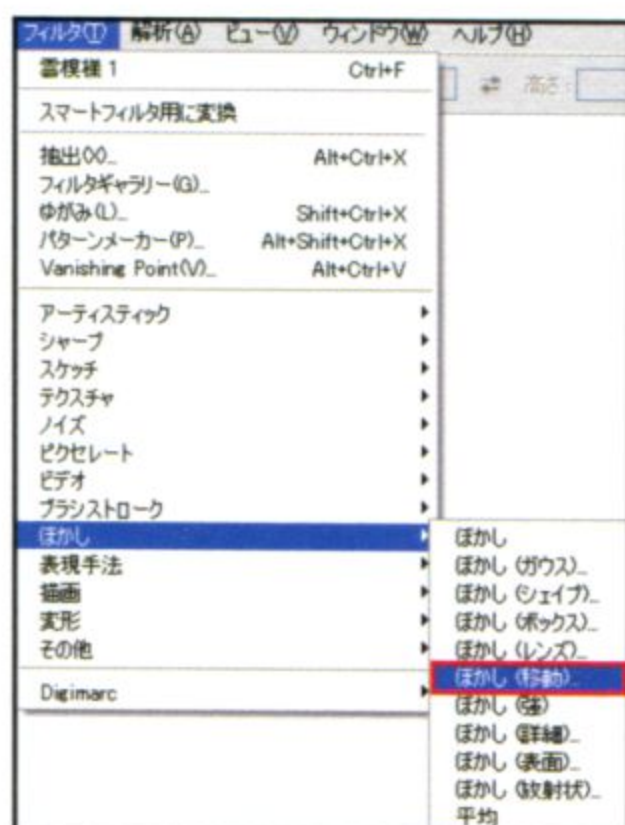 フィルタ(T) 解析(A) ビュー(V) ウィンドウ(W) ヘルプ(H)
雲模様 1 Ctrl+F
高さ:
スマートフィルタ用に変換
抽出(X)... Alt+Ctrl+X
フィルタギャラリー(G)...
ゆがみ(L)... Shift+Ctrl+X
パターンメーカー(P)... Alt+Shift+Ctrl+X
Vanishing Point(V)... Alt+Ctrl+V
アーティスティック
シャープ
スケッチ
テクスチャ
ノイズ
ピクセレート
ビデオ
ブラシストローク
ぼかし
表現手法
描画
変形
その他
Digimarc
ぼかし
ぼかし (ガウス)...
ぼかし (シェイプ)...
ぼかし (ボックス)...
ぼかし (レンズ)...
ぼかし (移動)...
ぼかし (強)
ぼかし (詳細)...
ぼかし (表面)...
ぼかし (放射状)...
平均